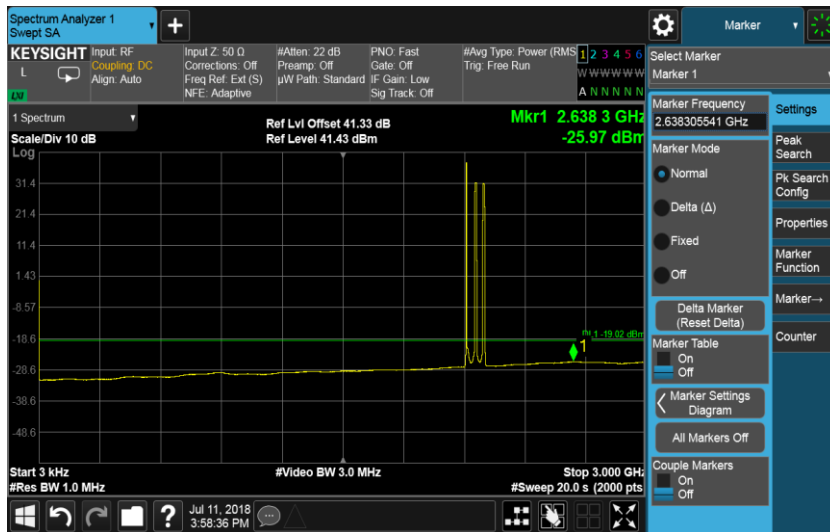 Spectrum Analyzer 1
Swept SA
+
Marker
KEYSIGHT
L
LXI
Input: RF
Coupling: DC
Align: Auto
Input Z: 50 Ω
Corrections: Off
Freq Ref: Ext (S)
NFE: Adaptive
#Atten: 22 dB
Preamp: Off
µW Path: Standard
PNO: Fast
Gate: Off
IF Gain: Low
Sig Track: Off
#Avg Type: Power (RMS
Trig: Free Run
1 2 3 4 5 6
W W W W W W
A N N N N N
Select Marker
Marker 1
1 Spectrum
Scale/Div 10 dB
Log
Ref Lvl Offset 41.33 dB
Ref Level 41.43 dBm
Mkr1 2.638 3 GHz
-25.97 dBm
31.4
21.4
11.4
1.43
-8.57
-18.6
-28.6
-38.6
-48.6
DL1 -19.02 dBm
1
Start 3 kHz
#Res BW 1.0 MHz
#Video BW 3.0 MHz
Stop 3.000 GHz
#Sweep 20.0 s (2000 pts
Marker Frequency
2.638305541 GHz
Marker Mode
Normal
Delta (Δ)
Fixed
Off
Delta Marker
(Reset Delta)
Marker Table
On
Off
Marker Settings
Diagram
All Markers Off
Couple Markers
On
Off
Settings
Peak
Search
Pk Search
Config
Properties
Marker
Function
Marker→
Counter
?
Jul 11, 2018
3:58:36 PM